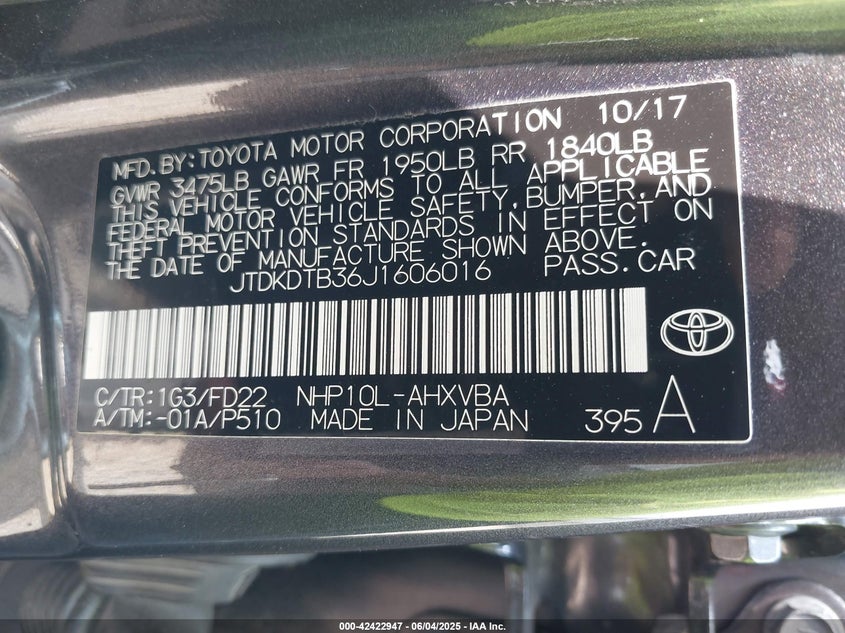 MFD. BY: TOYOTA MOTOR CORPORATION 10/17
GVWR 3475LB GAWR FR 1950LB RR 1840LB
THIS VEHICLE CONFORMS TO ALL APPLICABLE
FEDERAL MOTOR VEHICLE SAFETY, BUMPER, AND
THEFT PREVENTION STANDARDS IN EFFECT ON
THE DATE OF MANUFACTURE SHOWN ABOVE.
JTDKDTB36J1606016 PASS. CAR
C/TR: 1G3/FD22 NHP10L-AHXVBA
A/TM: -01A/P510 MADE IN JAPAN 395 A
000-42422947 - 06/04/2025 - IAA Inc.